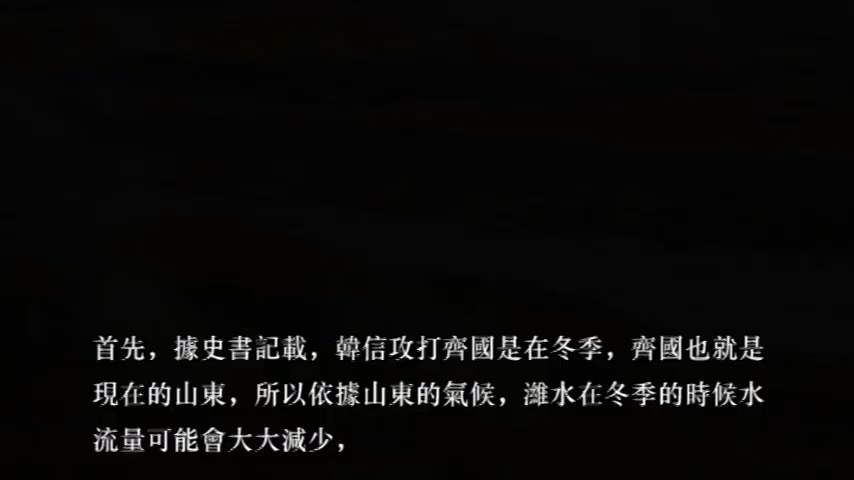 首先，據史書記載，韓信攻打齊國是在冬季，齊國也就是
現在的山東，所以依據山東的氣候，濰水在冬季的時候水
流量可能會大大減少，